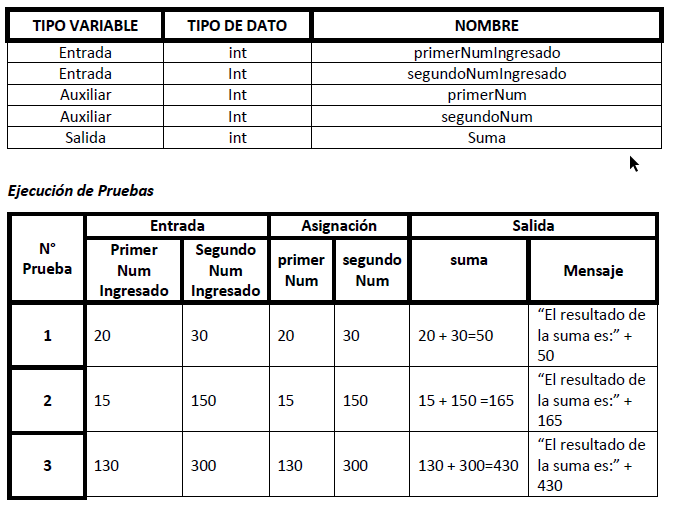 TIPO VARIABLE TIPO DE DATO NOMBRE
Entrada int primerNumIngresado
Entrada int segundoNumIngresado
Auxiliar Int primerNum
Auxiliar Int segundoNum
Salida int Suma
Ejecución de Pruebas
N° Prueba Entrada Asignación Salida
Primer Num Ingresado Segundo Num Ingresado primer Num segundo Num suma Mensaje
1 20 30 20 30 20 + 30=50 “El resultado de la suma es:” + 50
2 15 150 15 150 15 + 150 =165 “El resultado de la suma es:” + 165
3 130 300 130 300 130 + 300=430 “El resultado de la suma es:” + 430